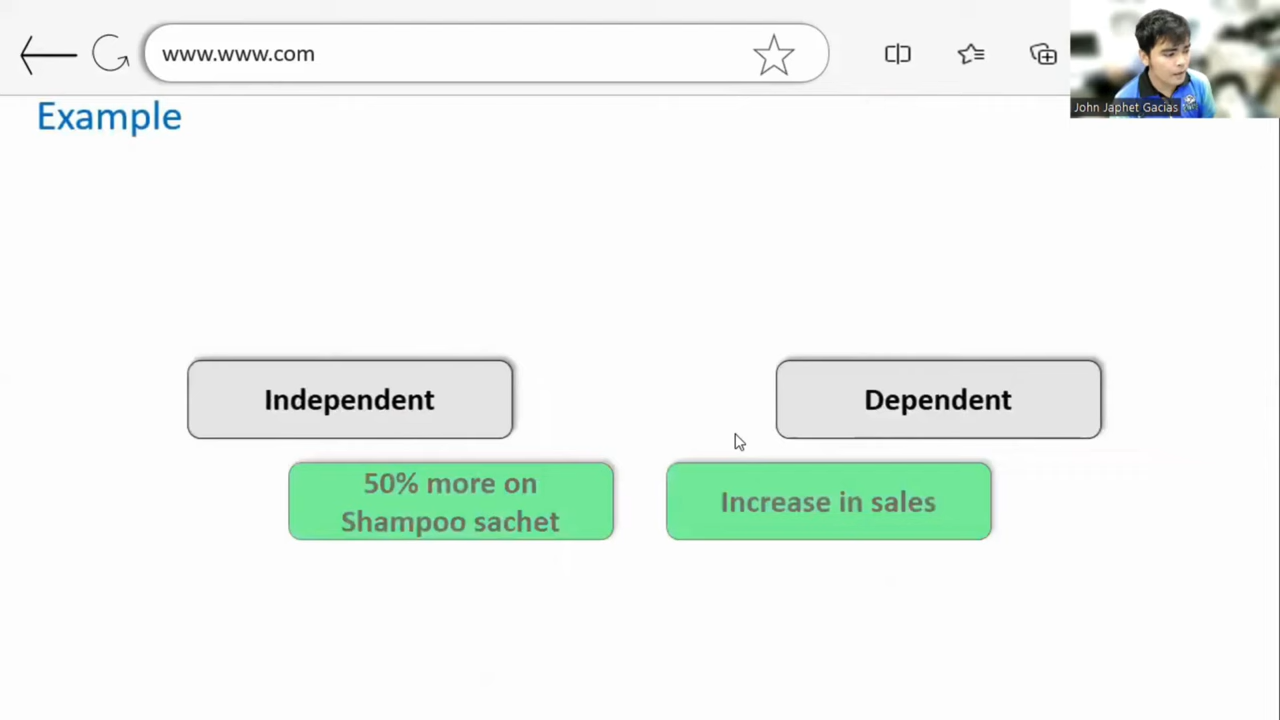 www.www.com
John Japhet Gacias
Example
Independent
Dependent
50% more on
Shampoo sachet
Increase in sales